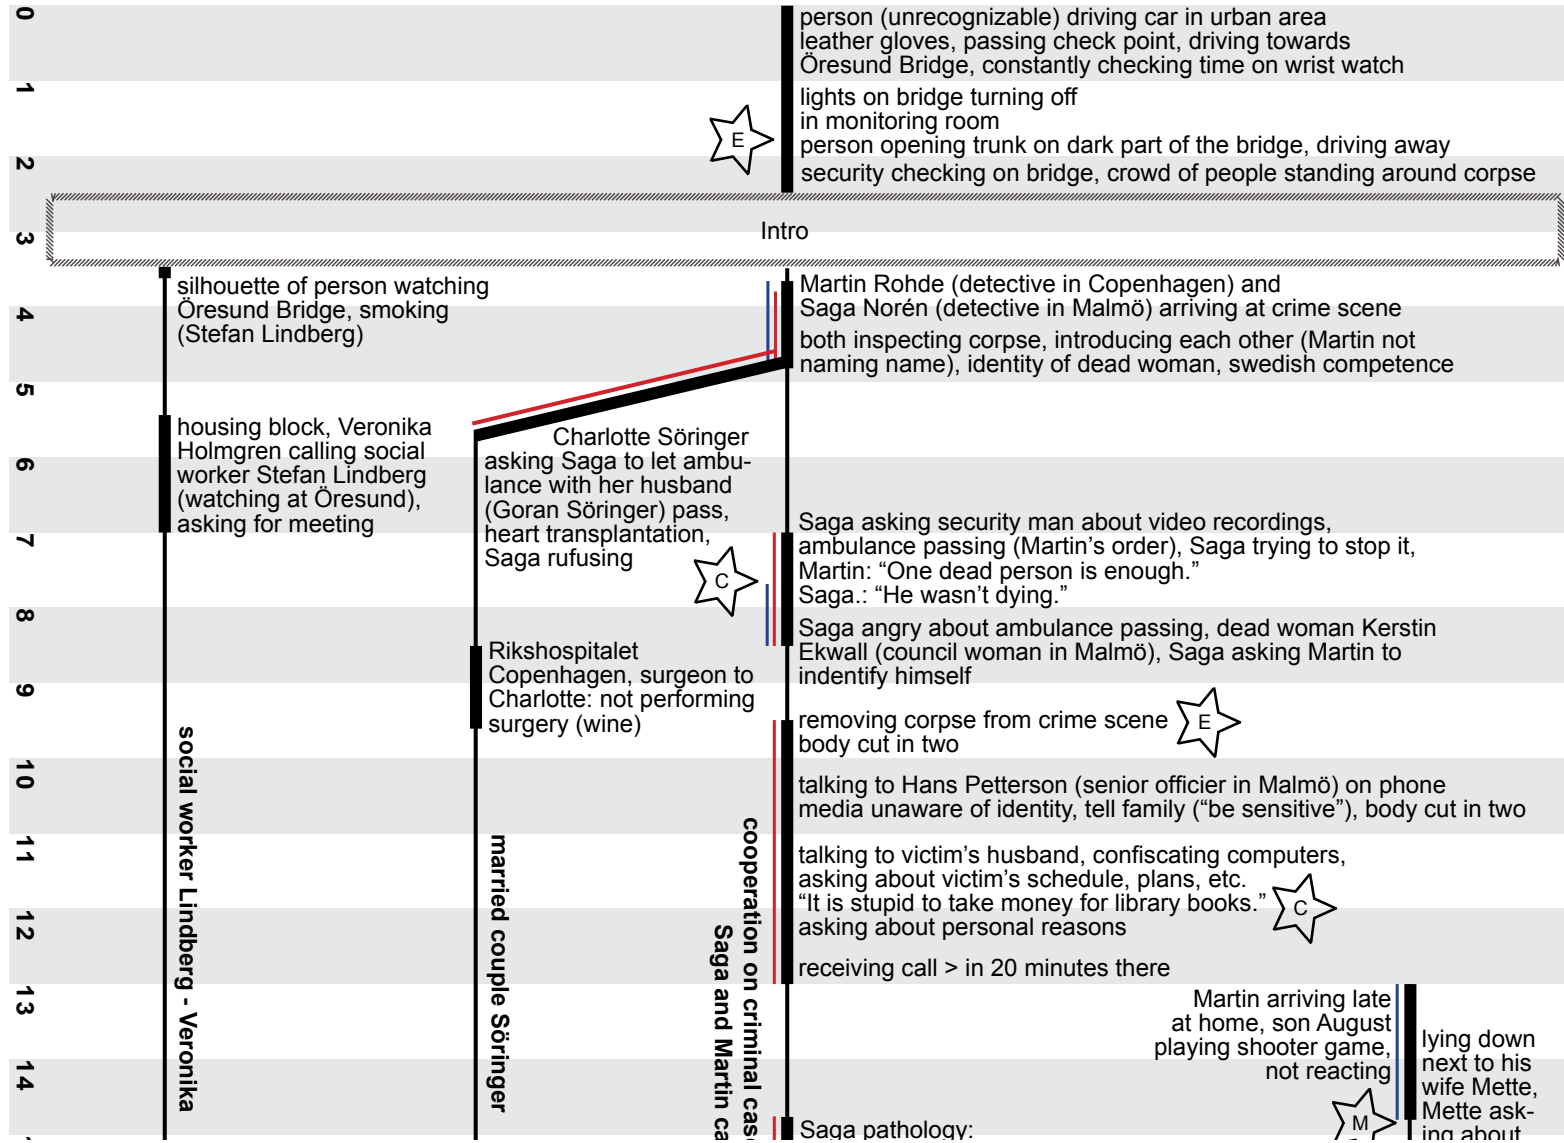 0
person (unrecognizable) driving car in urban area
leather gloves, passing check point, driving towards
Öresund Bridge, constantly checking time on wrist watch
1
lights on bridge turning off
in monitoring room
E
person opening trunk on dark part of the bridge, driving away
2
security checking on bridge, crowd of people standing around corpse
3
Intro
silhouette of person watching
Öresund Bridge, smoking
(Stefan Lindberg)
4
Martin Rohde (detective in Copenhagen) and
Saga Norén (detective in Malmö) arriving at crime scene
both inspecting corpse, introducing each other (Martin not
naming name), identity of dead woman, swedish competence
5
housing block, Veronika
Holmgren calling social
worker Stefan Lindberg
(watching at Öresund),
asking for meeting
6
Charlotte Söringer
asking Saga to let ambu-
lance with her husband
(Goran Söringer) pass,
heart transplantation,
Saga rufusing
7
C
Saga asking security man about video recordings,
ambulance passing (Martin's order), Saga trying to stop it,
Martin: “One dead person is enough.”
Saga.: “He wasn’t dying.”
8
Saga angry about ambulance passing, dead woman Kerstin
Ekwall (council woman in Malmö), Saga asking Martin to
indentify himself
Rikshospitalet
Copenhagen, surgeon to
Charlotte: not performing
surgery (wine)
9
removing corpse from crime scene
body cut in two
E
10
talking to Hans Petterson (senior officier in Malmö) on phone
media unaware of identity, tell family (“be sensitive”), body cut in two
11
talking to victim’s husband, confiscating computers,
asking about victim’s schedule, plans, etc.
“It is stupid to take money for library books.”
C
asking about personal reasons
12
receiving call > in 20 minutes there
13
social worker Lindberg - Veronika
married couple Söringer
cooperation on criminal case
Saga and Martin
Martin arriving late
at home, son August
playing shooter game,
not reacting
14
lying down
next to his
wife Mette,
Mette ask-
ing about
M
Saga pathology: